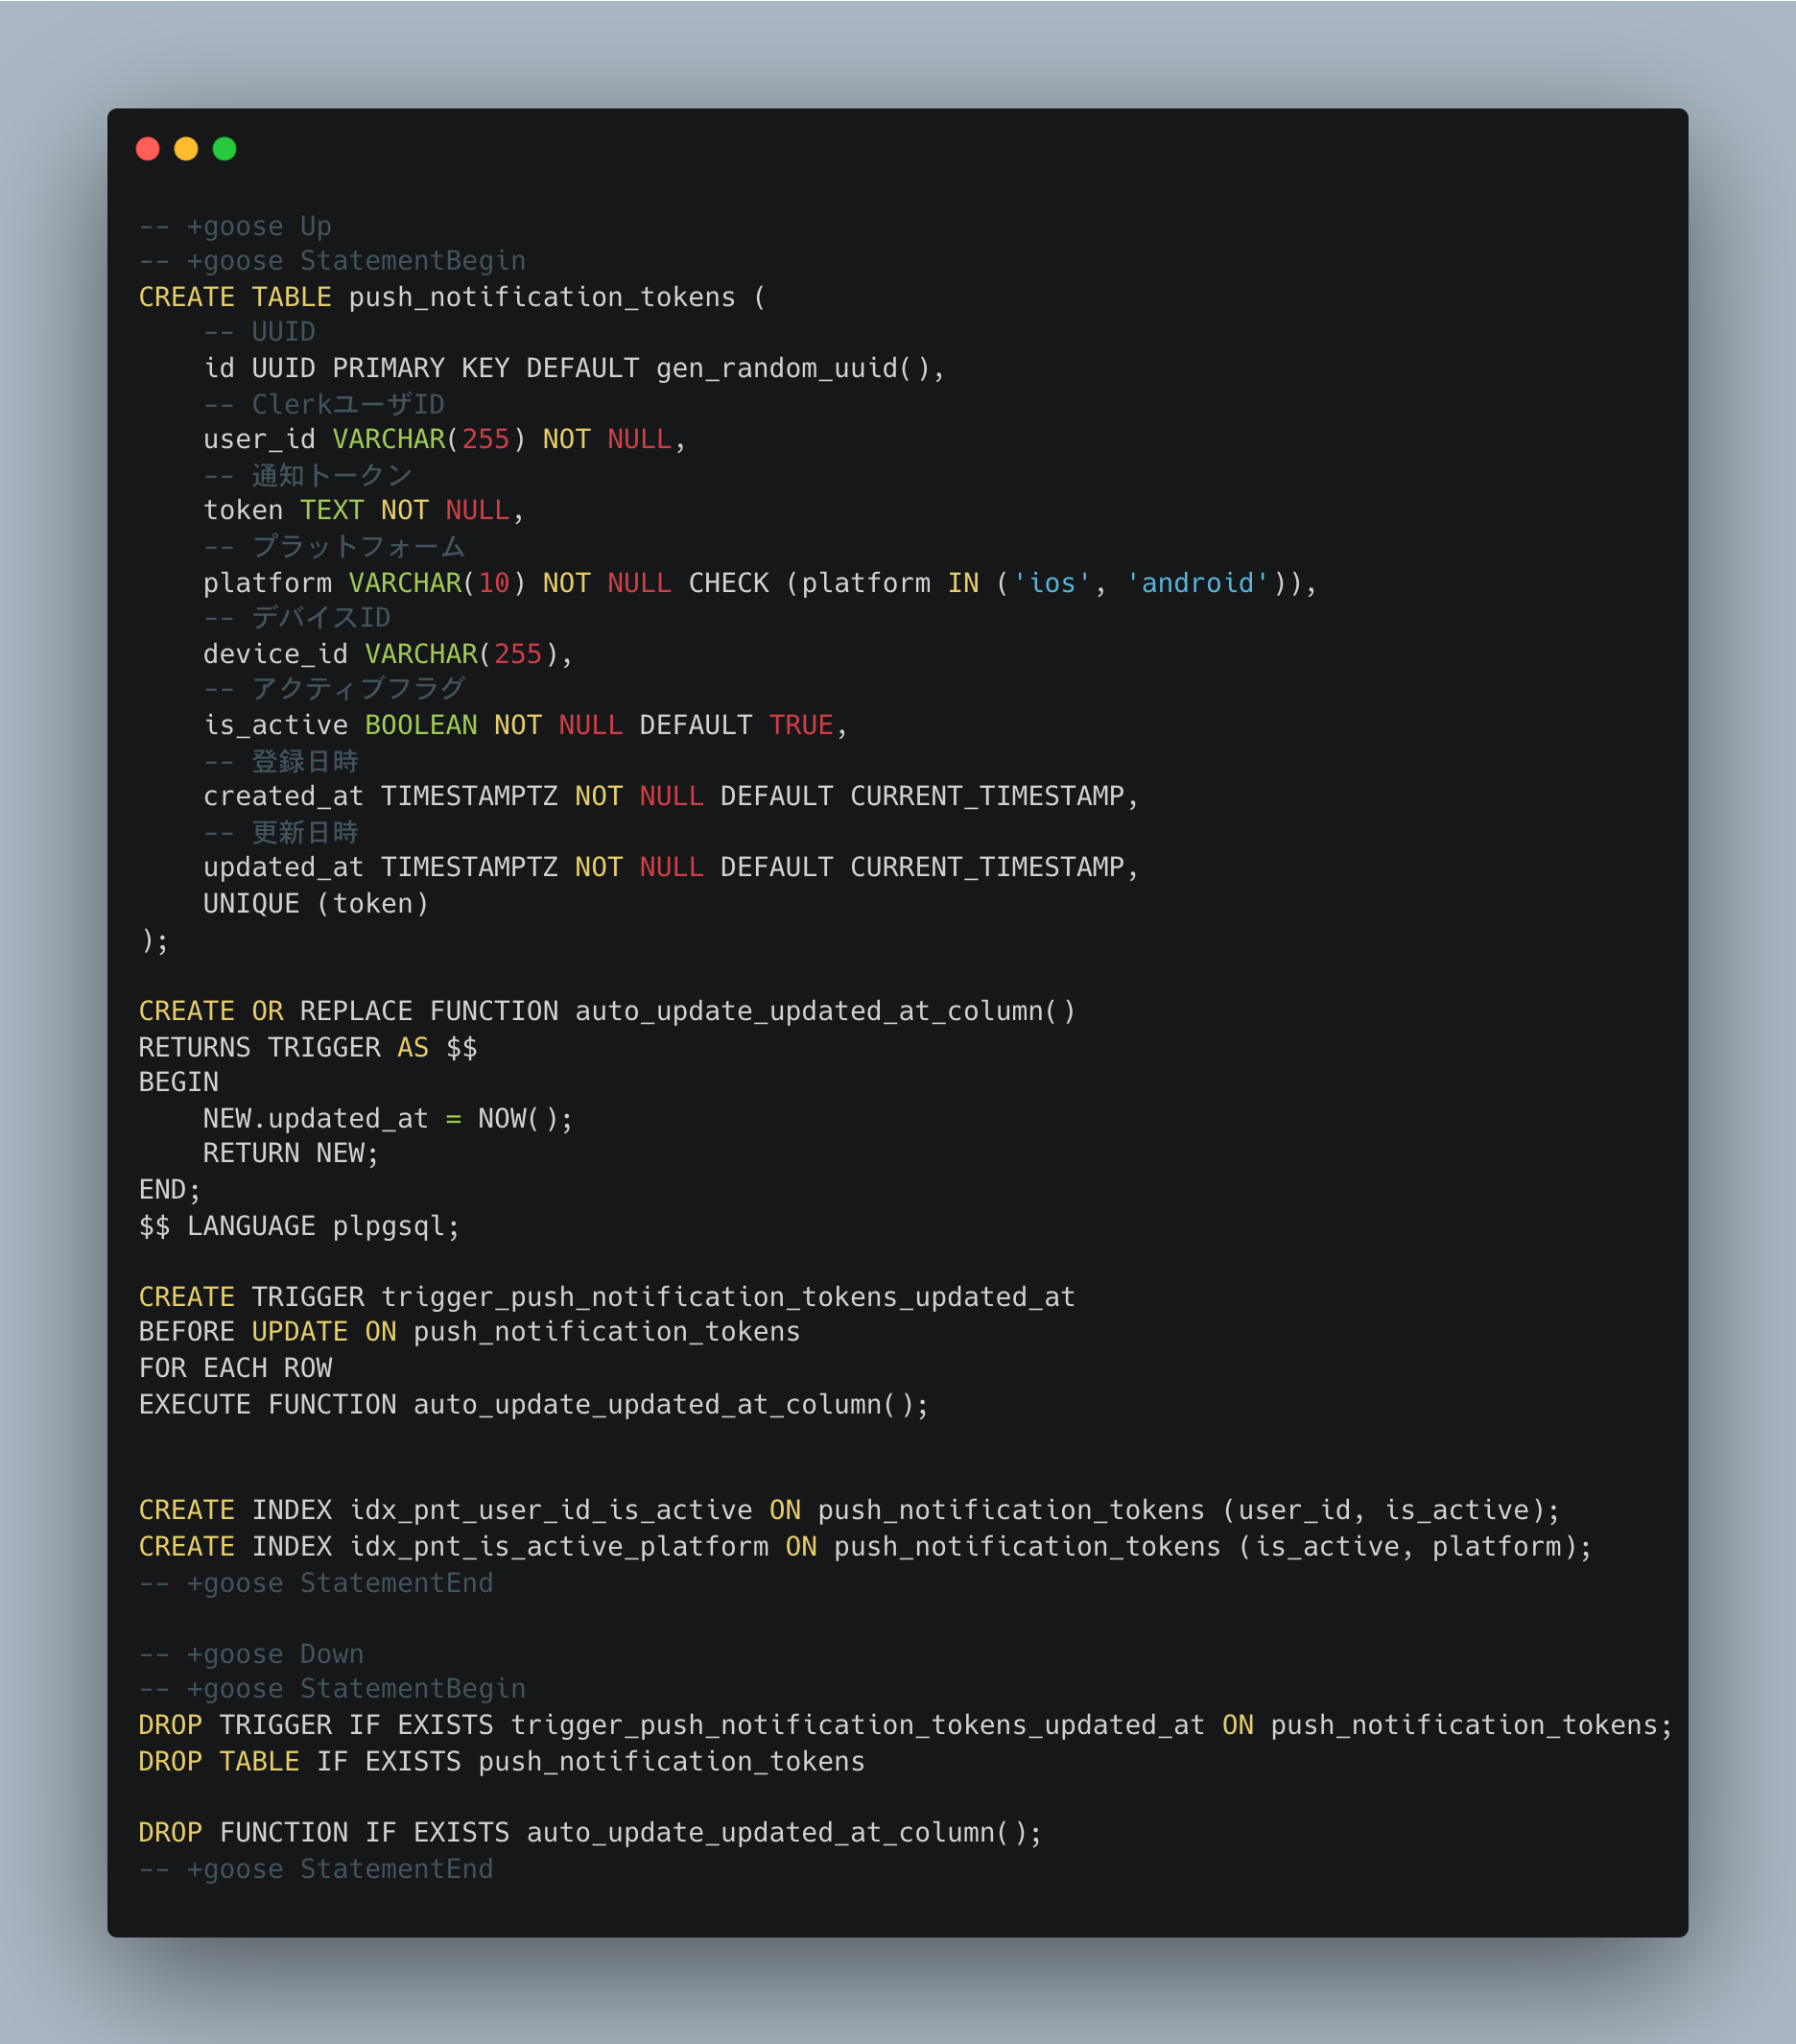 -- +goose Up
-- +goose StatementBegin
CREATE TABLE push_notification_tokens (
    -- UUID
    id UUID PRIMARY KEY DEFAULT gen_random_uuid(),
    -- ClerkユーザID
    user_id VARCHAR(255) NOT NULL,
    -- 通知トークン
    token TEXT NOT NULL,
    -- プラットフォーム
    platform VARCHAR(10) NOT NULL CHECK (platform IN ('ios', 'android')),
    -- デバイスID
    device_id VARCHAR(255),
    -- アクティブフラグ
    is_active BOOLEAN NOT NULL DEFAULT TRUE,
    -- 登録日時
    created_at TIMESTAMPTZ NOT NULL DEFAULT CURRENT_TIMESTAMP,
    -- 更新日時
    updated_at TIMESTAMPTZ NOT NULL DEFAULT CURRENT_TIMESTAMP,
    UNIQUE (token)
);

CREATE OR REPLACE FUNCTION auto_update_updated_at_column()
RETURNS TRIGGER AS $$
BEGIN
    NEW.updated_at = NOW();
    RETURN NEW;
END;
$$ LANGUAGE plpgsql;

CREATE TRIGGER trigger_push_notification_tokens_updated_at
BEFORE UPDATE ON push_notification_tokens
FOR EACH ROW
EXECUTE FUNCTION auto_update_updated_at_column();


CREATE INDEX idx_pnt_user_id_is_active ON push_notification_tokens (user_id, is_active);
CREATE INDEX idx_pnt_is_active_platform ON push_notification_tokens (is_active, platform);
-- +goose StatementEnd

-- +goose Down
-- +goose StatementBegin
DROP TRIGGER IF EXISTS trigger_push_notification_tokens_updated_at ON push_notification_tokens;
DROP TABLE IF EXISTS push_notification_tokens

DROP FUNCTION IF EXISTS auto_update_updated_at_column();
-- +goose StatementEnd